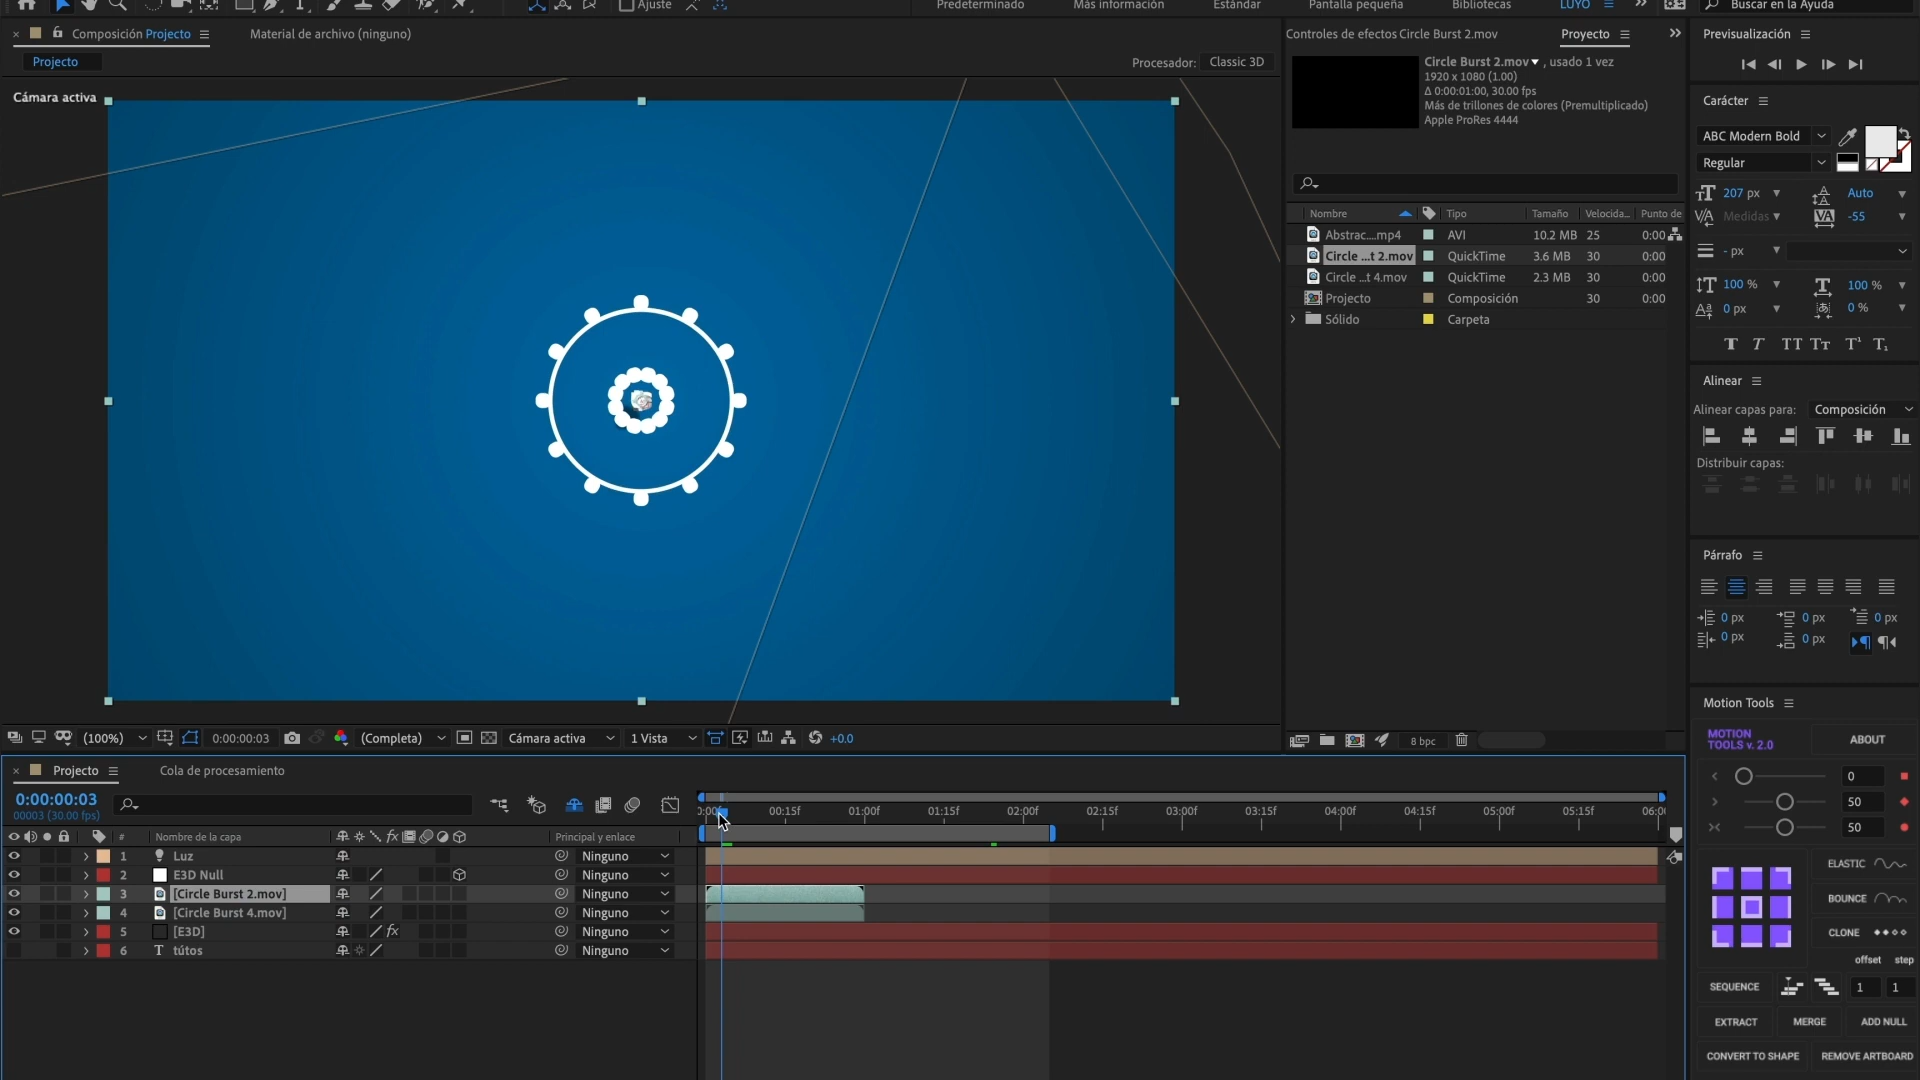 Ajuste
Predeterminado
Más información
Estándar
Pantalla pequeña
Bibliotecas
LUYO
Buscar en la Ayuda
Composición Projecto
Material de archivo (ninguno)
Projecto
Procesador: Classic 3D
Cámara activa
(100%)
0:00:00:03
(Completa)
Cámara activa
1 Vista
+0.0
Controles de efectos Circle Burst 2.mov
Proyecto
Circle Burst 2.mov , usado 1 vez
1920 x 1080 (1.00)
Δ 0:00:01:00, 30.00 fps
Más de trillones de colores (Premultiplicado)
Apple ProRes 4444
Nombre Tipo Tamaño Velocida... Punto de
Abstrac....mp4 AVI 10.2 MB 25 0:00
Circle ...t 2.mov QuickTime 3.6 MB 30 0:00
Circle ...t 4.mov QuickTime 2.3 MB 30 0:00
Projecto Composición 30 0:00
Sólido Carpeta
8 bpc
Previsualización
Carácter
ABC Modern Bold
Regular
207 px Auto
Medidas -55
- px
100 % 100 %
0 px 0 %
T T TT Tт T¹ T₁
Alinear
Alinear capas para: Composición
Distribuir capas:
Párrafo
0 px 0 px 0 px
0 px 0 px
Motion Tools
MOTION
TOOLS v. 2.0
ABOUT
0
50
50
ELASTIC
BOUNCE
CLONE
offset step
SEQUENCE 1 1
EXTRACT MERGE ADD NULL
CONVERT TO SHAPE REMOVE ARTBOARD
Projecto
Cola de procesamiento
0:00:00:03
00003 (30.00 fps)
0:00f 00:15f 01:00f 01:15f 02:00f 02:15f 03:00f 03:15f 04:00f 04:15f 05:00f 05:15f 06:0
# Nombre de la capa Principal y enlace
1 Luz Ninguno
2 E3D Null Ninguno
3 [Circle Burst 2.mov] Ninguno
4 [Circle Burst 4.mov] Ninguno
5 [E3D] fx Ninguno
6 T tútos Ninguno